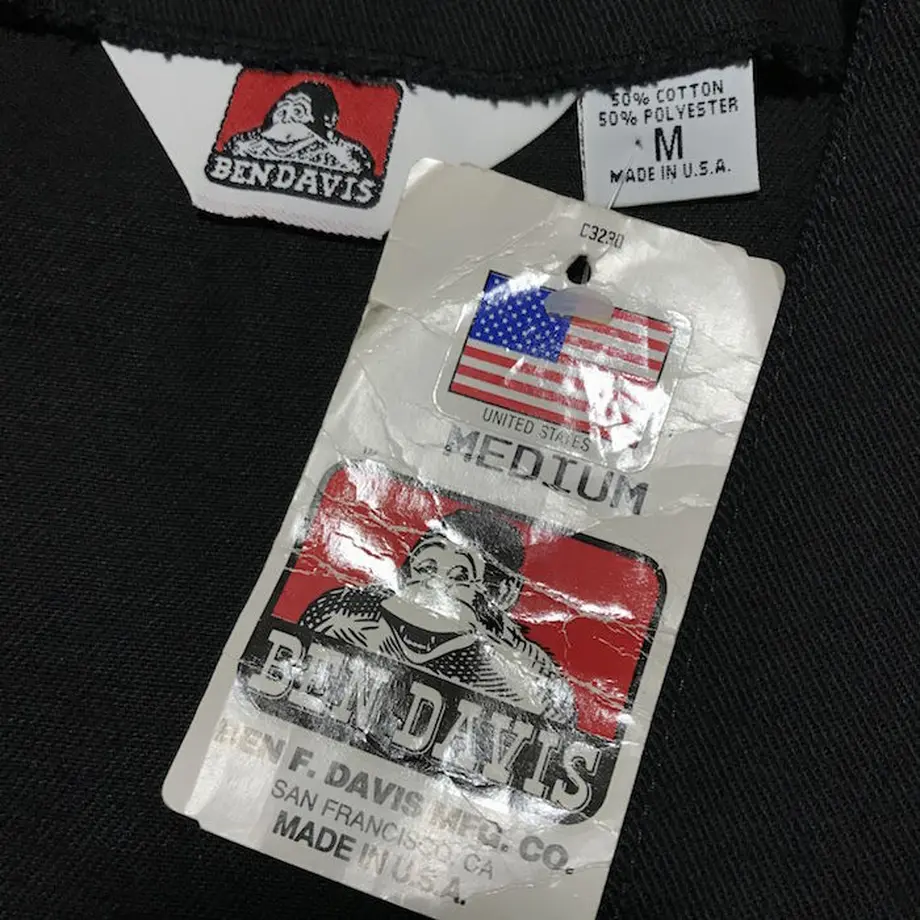 BEN DAVIS
50% COTTON
50% POLYESTER
M
MADE IN U.S.A.
UNITED STATES
MEDIUM
BEN DAVIS
BEN F. DAVIS MFG. CO.
SAN FRANCISCO, CA
MADE IN U.S.A.